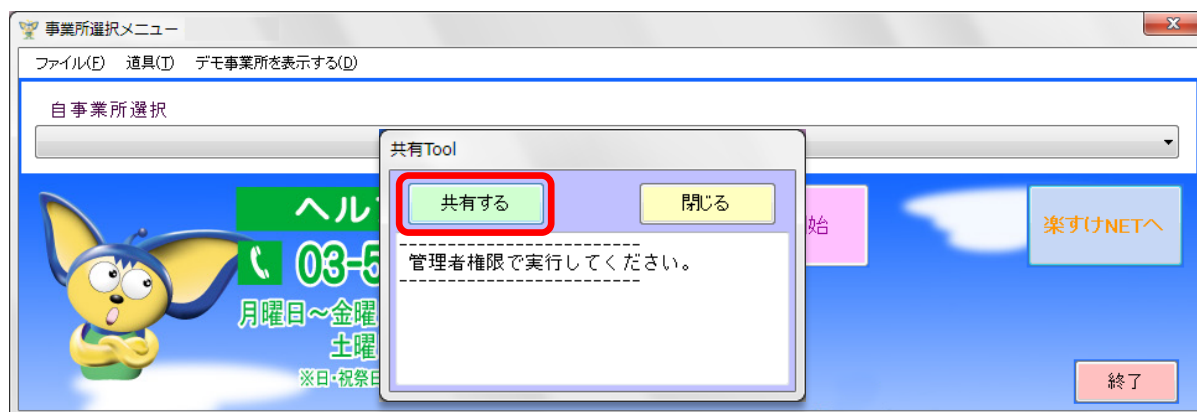 事業所選択メニュー
ファイル(F) 道具(T) デモ事業所を表示する(D)
自事業所選択
共有Tool
共有する
閉じる
管理者権限で実行してください。
ヘル
03-5
月曜日～金曜
土曜
※日・祝祭日
始
楽すけNETへ
終了